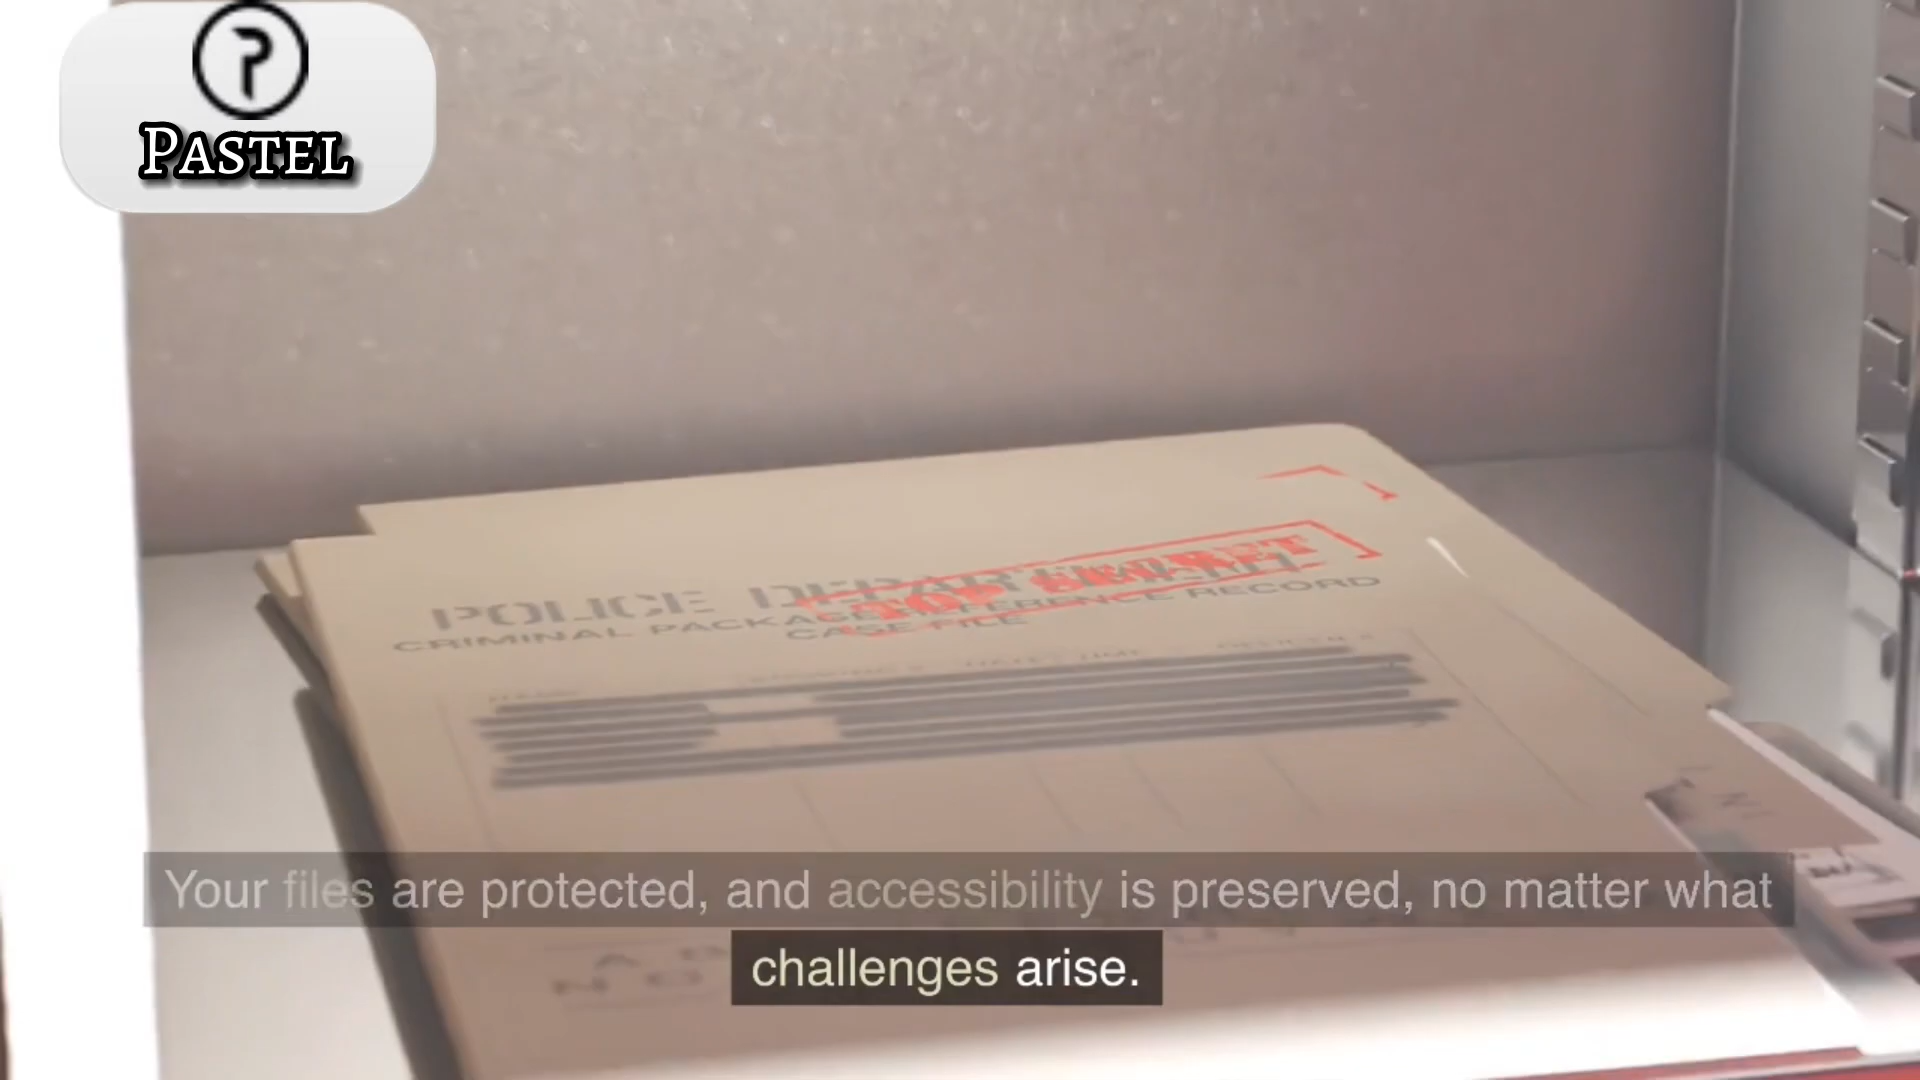 PASTEL
TOP SECRET
POLICE DEPARTMENT
CRIMINAL PACKAGE REFERENCE RECORD
CASE FILE
Your files are protected, and accessibility is preserved, no matter what
challenges arise.